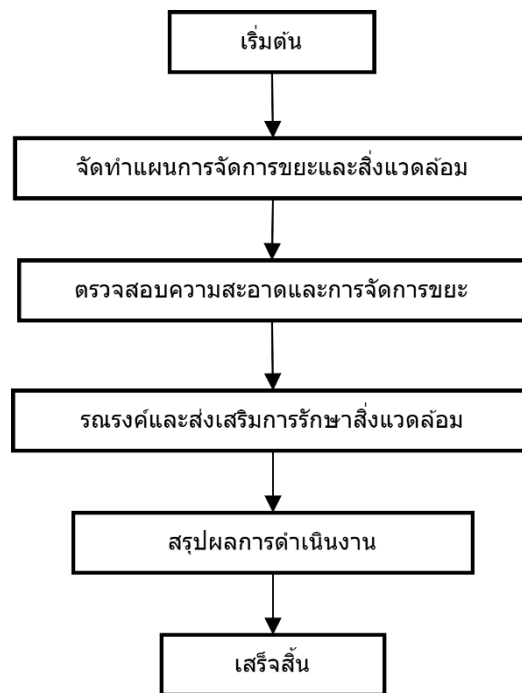 เริ่มต้น
จัดทำแผนการจัดการขยะและสิ่งแวดล้อม
ตรวจสอบความสะอาดและการจัดการขยะ
รณรงค์และส่งเสริมการรักษาสิ่งแวดล้อม
สรุปผลการดำเนินงาน
เสร็จสิ้น